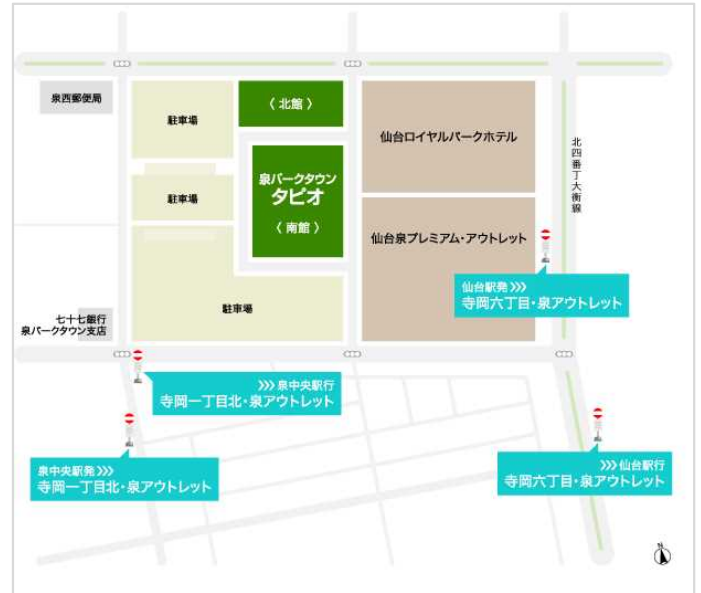 泉西郵便局
駐車場
〈 北館 〉
仙台ロイヤルパークホテル
北四番丁大衡線
泉パークタウン
タピオ
〈 南館 〉
駐車場
仙台泉プレミアム・アウトレット
仙台駅発>>>
寺岡六丁目・泉アウトレット
駐車場
七十七銀行
泉パークタウン支店
>>>泉中央駅行
寺岡一丁目北・泉アウトレット
泉中央駅発>>>
寺岡一丁目北・泉アウトレット
>>>仙台駅行
寺岡六丁目・泉アウトレット
N